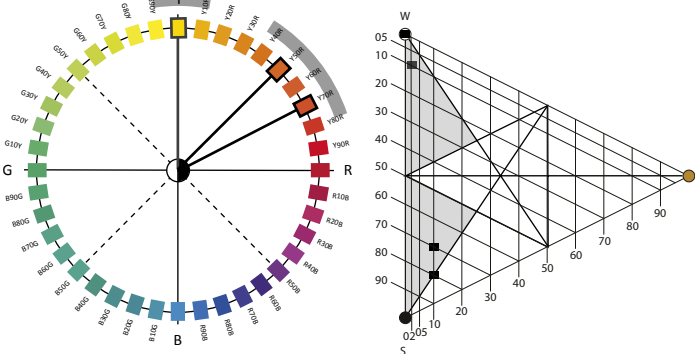 G90Y
G80Y
G70Y
G60Y
G50Y
G40Y
G30Y
G20Y
G10Y
G
B90G
B80G
B70G
B60G
B50G
B40G
B30G
B20G
B10G
B
R90B
R80B
R70B
R60B
R50B
R40B
R30B
R20B
R10B
R
Y90R
Y80R
Y70R
Y60R
Y50R
Y40R
Y30R
Y20R
Y10R
W
05
10
20
30
40
50
60
70
80
90
S
02
05
10
20
30
40
50
60
70
80
90